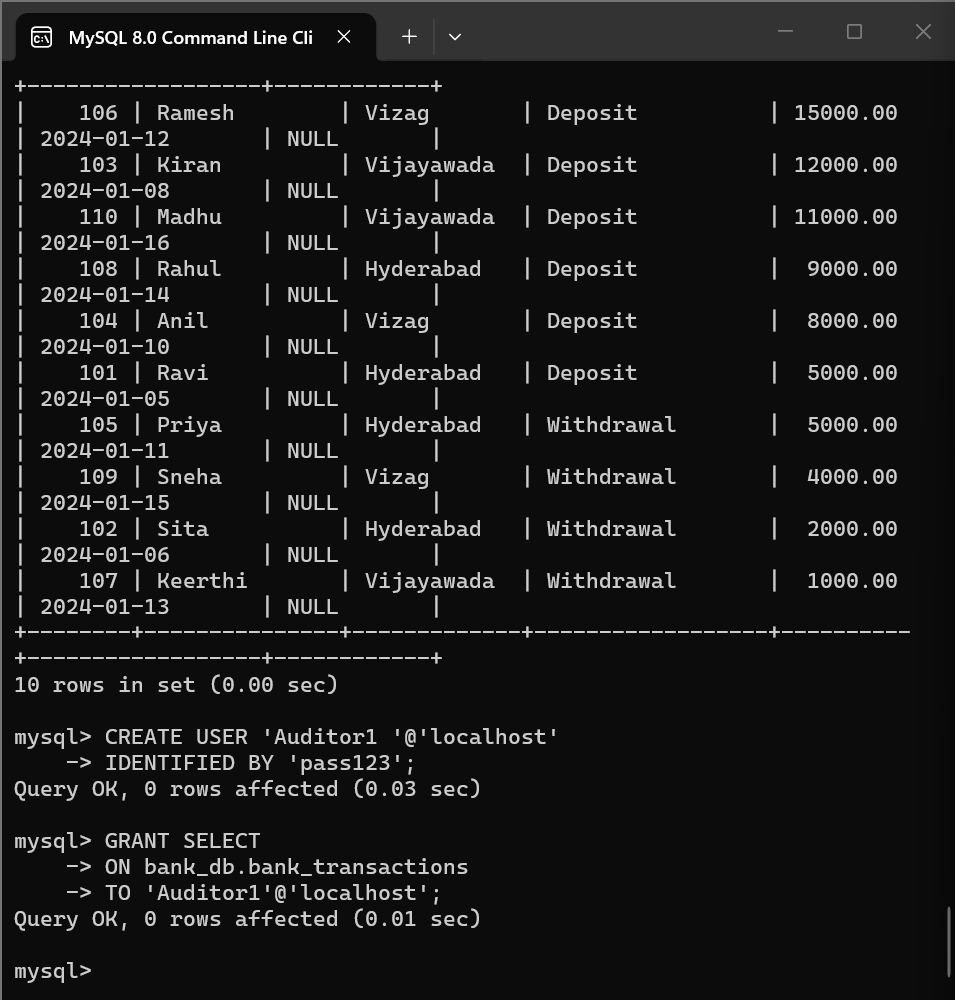 MySQL 8.0 Command Line Cli
+------------------+------------+
|    106 | Ramesh        | Vizag       | Deposit          | 15000.00
| 2024-01-12       | NULL       |
|    103 | Kiran         | Vijayawada  | Deposit          | 12000.00
| 2024-01-08       | NULL       |
|    110 | Madhu         | Vijayawada  | Deposit          | 11000.00
| 2024-01-16       | NULL       |
|    108 | Rahul         | Hyderabad   | Deposit          |  9000.00
| 2024-01-14       | NULL       |
|    104 | Anil          | Vizag       | Deposit          |  8000.00
| 2024-01-10       | NULL       |
|    101 | Ravi          | Hyderabad   | Deposit          |  5000.00
| 2024-01-05       | NULL       |
|    105 | Priya         | Hyderabad   | Withdrawal       |  5000.00
| 2024-01-11       | NULL       |
|    109 | Sneha         | Vizag       | Withdrawal       |  4000.00
| 2024-01-15       | NULL       |
|    102 | Sita          | Hyderabad   | Withdrawal       |  2000.00
| 2024-01-06       | NULL       |
|    107 | Keerthi       | Vijayawada  | Withdrawal       |  1000.00
| 2024-01-13       | NULL       |
+--------+---------------+-------------+------------------+----------
+------------------+------------+
10 rows in set (0.00 sec)
mysql> CREATE USER 'Auditor1 '@'localhost'
    -> IDENTIFIED BY 'pass123';
Query OK, 0 rows affected (0.03 sec)
mysql> GRANT SELECT
    -> ON bank_db.bank_transactions
    -> TO 'Auditor1'@'localhost';
Query OK, 0 rows affected (0.01 sec)
mysql>